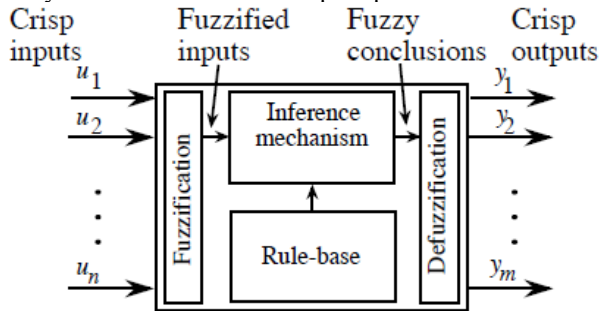 Crisp
inputs
Fuzzified
inputs
Fuzzy
conclusions
Crisp
outputs
u1
u2
un
Fuzzification
Inference
mechanism
Rule-base
Defuzzification
y1
y2
ym